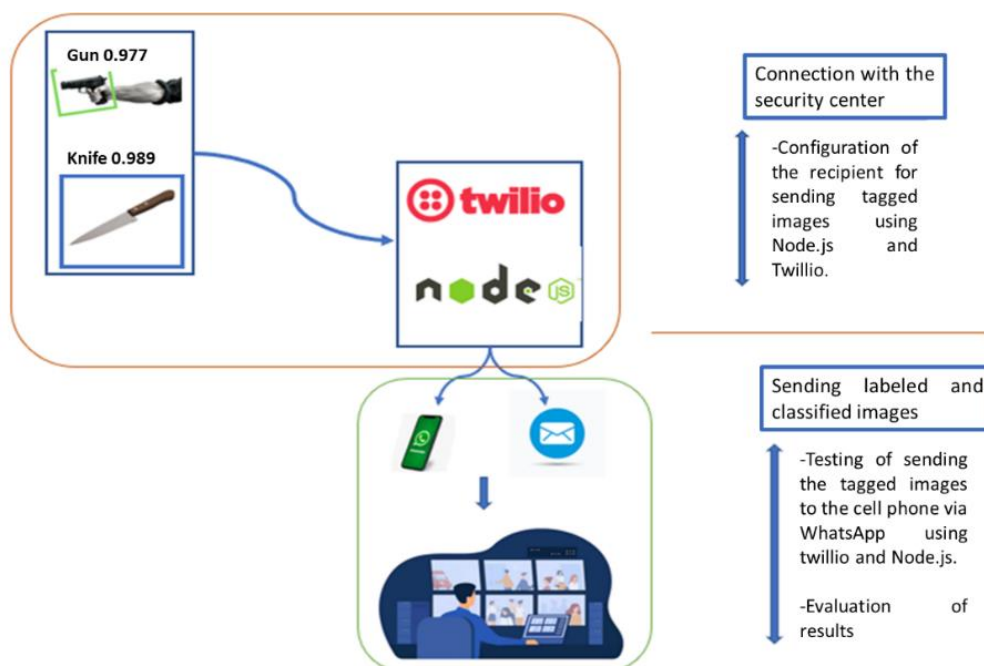 Gun 0.977
Knife 0.989
twilio
node
JS
Connection with the
security center
-Configuration of
the recipient for
sending tagged
images using
Node.js and
Twillio.
Sending labeled and
classified images
-Testing of sending
the tagged images
to the cell phone via
WhatsApp using
twillio and Node.js.
-Evaluation of
results